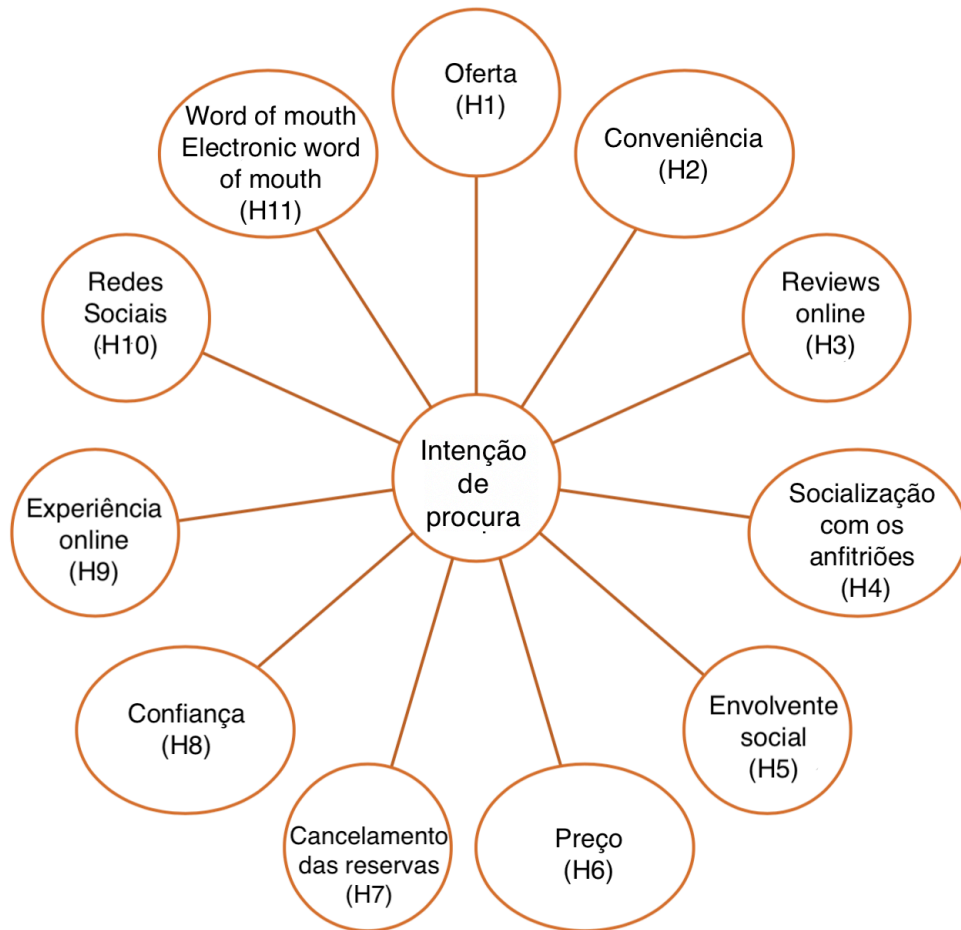 Oferta
(H1)
Conveniência
(H2)
Reviews
online
(H3)
Socialização
com os
anfitriões
(H4)
Envolvente
social
(H5)
Preço
(H6)
Cancelamento
das reservas
(H7)
Confiança
(H8)
Experiência
online
(H9)
Redes
Sociais
(H10)
Word of mouth
Electronic word
of mouth
(H11)
Intenção
de
procura